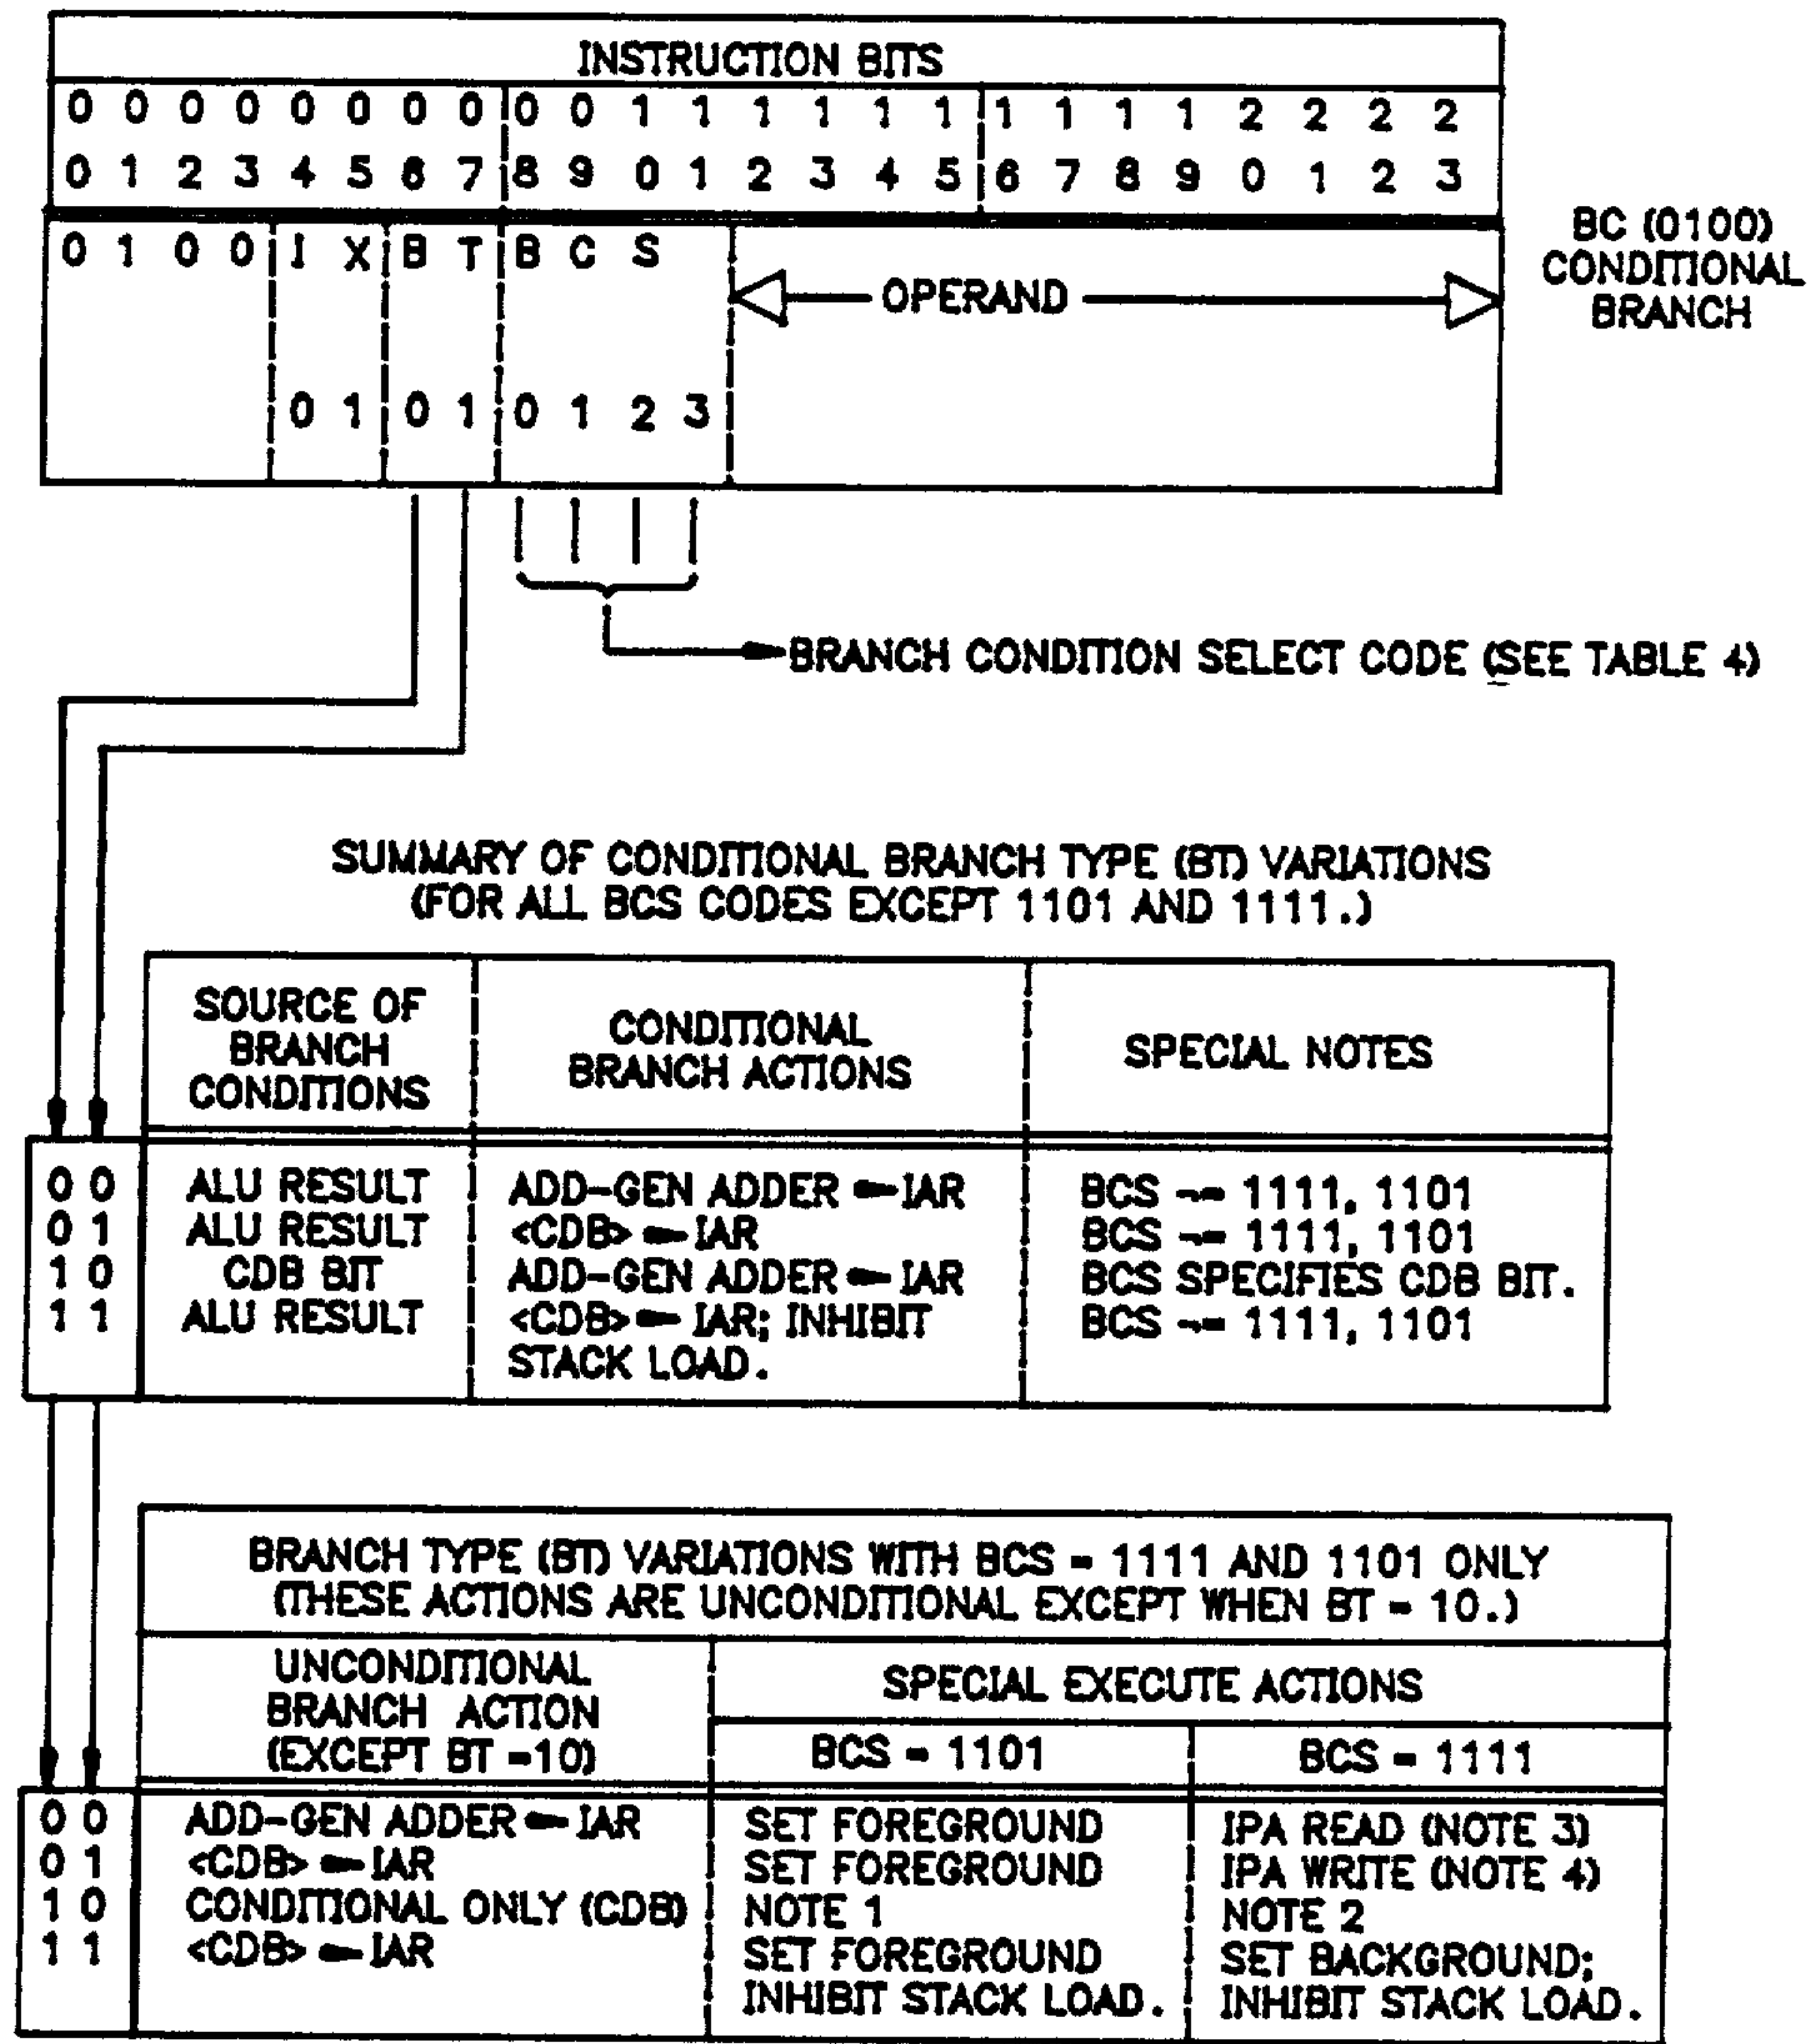 INSTRUCTION BITS
0 0 0 0 0 0 0 0 0 0 1 1 1 1 1 1 1 1 1 1 2 2 2 2
0 1 2 3 4 5 6 7 8 9 0 1 2 3 4 5 6 7 8 9 0 1 2 3
0 1 0 0 I X B T B C S
OPERAND
0 1 0 1 0 1 2 3
BC (0100)
CONDITIONAL
BRANCH
BRANCH CONDITION SELECT CODE (SEE TABLE 4)
SUMMARY OF CONDITIONAL BRANCH TYPE (BT) VARIATIONS
(FOR ALL BCS CODES EXCEPT 1101 AND 1111.)
SOURCE OF
BRANCH
CONDITIONS
CONDITIONAL
BRANCH ACTIONS
SPECIAL NOTES
0 0 ALU RESULT ADD-GEN ADDER ← IAR BCS ¬= 1111, 1101
0 1 ALU RESULT <CDB> ← IAR BCS ¬= 1111, 1101
1 0 CDB BIT ADD-GEN ADDER ← IAR BCS SPECIFIES CDB BIT.
1 1 ALU RESULT <CDB> ← IAR; INHIBIT BCS ¬= 1111, 1101
STACK LOAD.
BRANCH TYPE (BT) VARIATIONS WITH BCS = 1111 AND 1101 ONLY
(THESE ACTIONS ARE UNCONDITIONAL EXCEPT WHEN BT = 10.)
UNCONDITIONAL
BRANCH ACTION
(EXCEPT BT =10)
SPECIAL EXECUTE ACTIONS
BCS = 1101 BCS = 1111
0 0 ADD-GEN ADDER ← IAR SET FOREGROUND IPA READ (NOTE 3)
0 1 <CDB> ← IAR SET FOREGROUND IPA WRITE (NOTE 4)
1 0 CONDITIONAL ONLY (CDB) NOTE 1 NOTE 2
1 1 <CDB> ← IAR SET FOREGROUND SET BACKGROUND;
INHIBIT STACK LOAD. INHIBIT STACK LOAD.